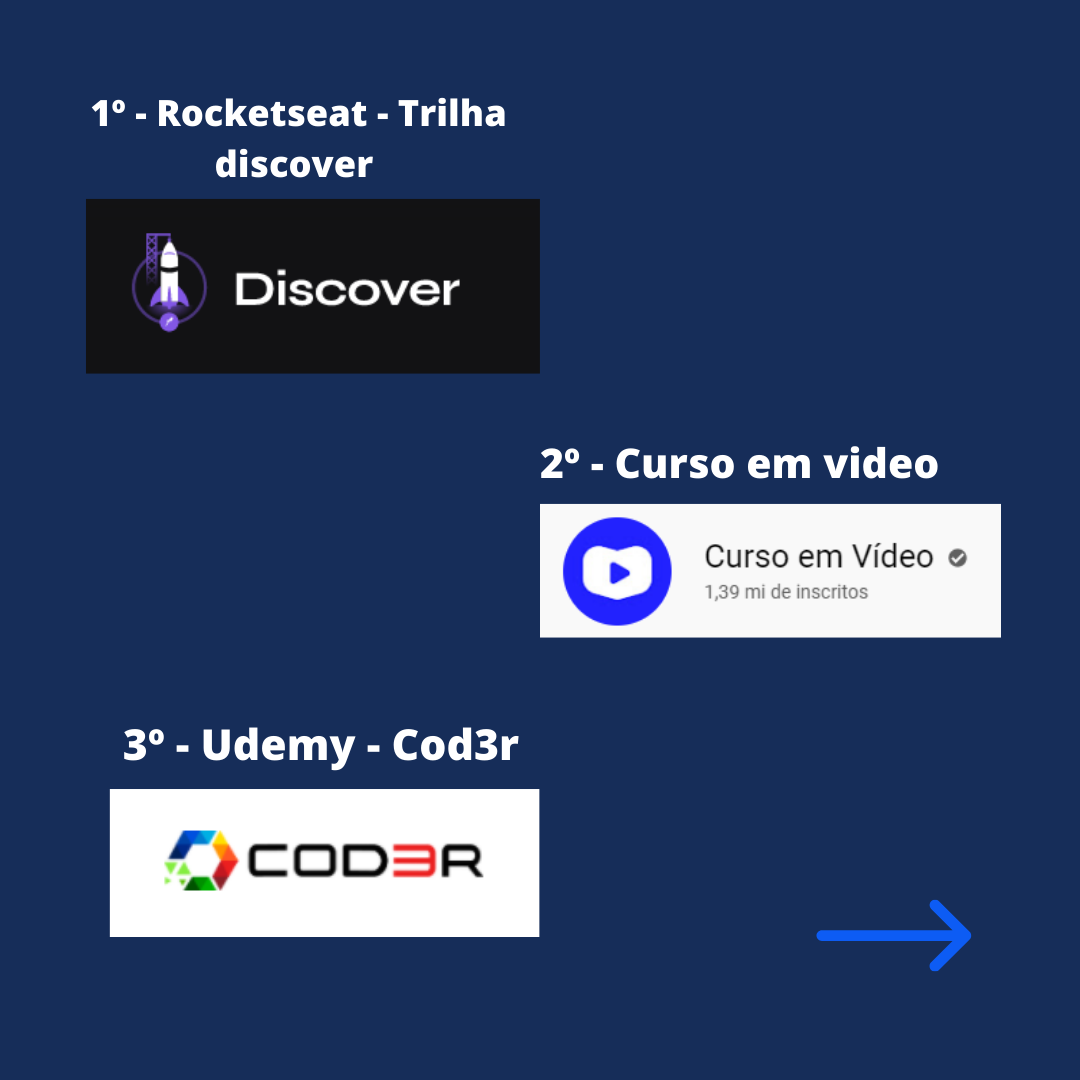 1º - Rocketseat - Trilha
discover
Discover
2º - Curso em video
Curso em Vídeo
1,39 mi de inscritos
3º - Udemy - Cod3r
COD3R